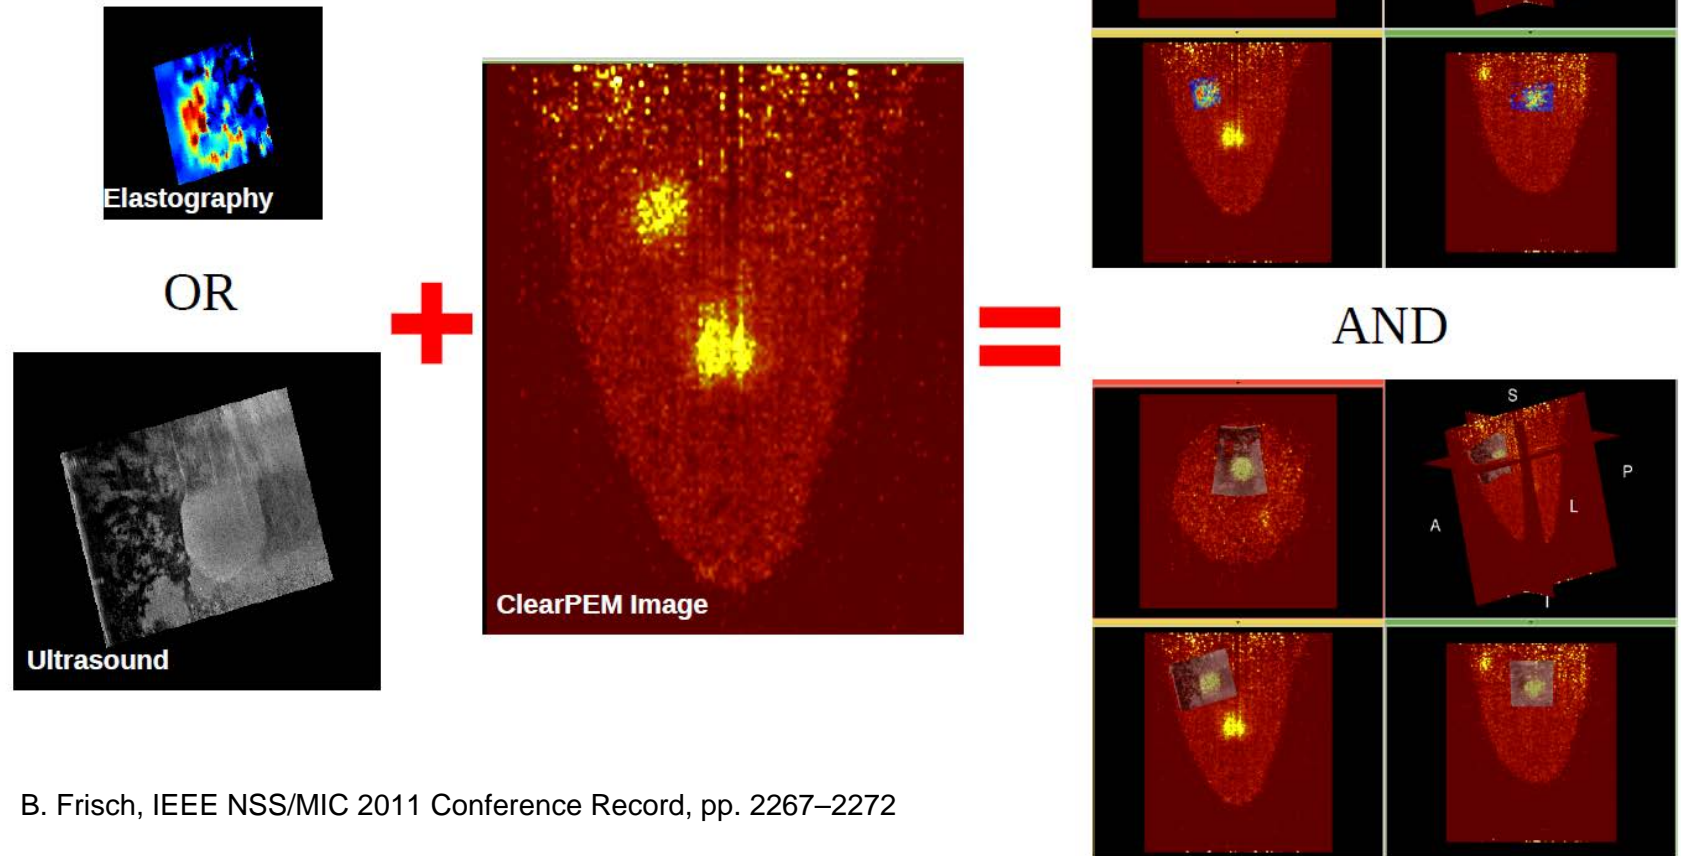 Elastography
OR
Ultrasound
ClearPEM Image
AND
S
P
L
A
I
B. Frisch, IEEE NSS/MIC 2011 Conference Record, pp. 2267–2272